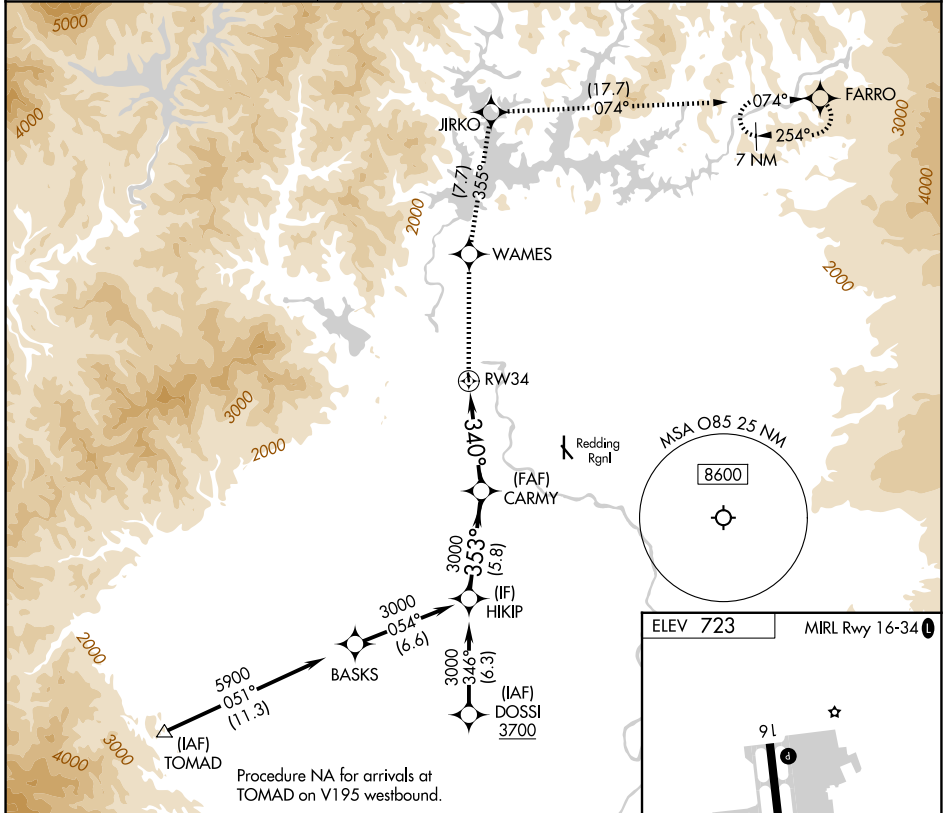 5000
4000
JIRKO
(17.7)
074°
074°
FARRO
254°
7 NM
3000
4000
(7.7)
355°
2000
WAMES
2000
RW34
3000
2000
340°
Redding
Rgnl
MSA O85 25 NM
8600
(FAF)
CARMY
3000
353°
(5.8)
(IF)
HIKIP
3000
054°
(6.6)
BASKS
3000
346°
(6.3)
(IAF)
DOSSI
3700
5900
051°
(11.3)
(IAF)
TOMAD
2000
3000
4000
Procedure NA for arrivals at
TOMAD on V195 westbound.
ELEV 723
MIRL Rwy 16-34 L
16
P